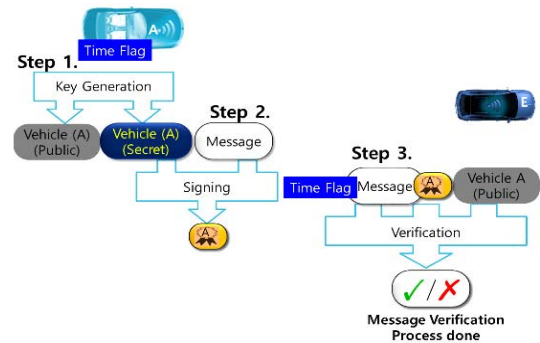 A
Time Flag
Step 1.
Key Generation
Vehicle (A)
(Public)
Vehicle (A)
(Secret)
Step 2.
Message
Signing
A
E
Step 3.
Time Flag
Message
A
Vehicle A
(Public)
Verification
✓/✗
Message Verification
Process done